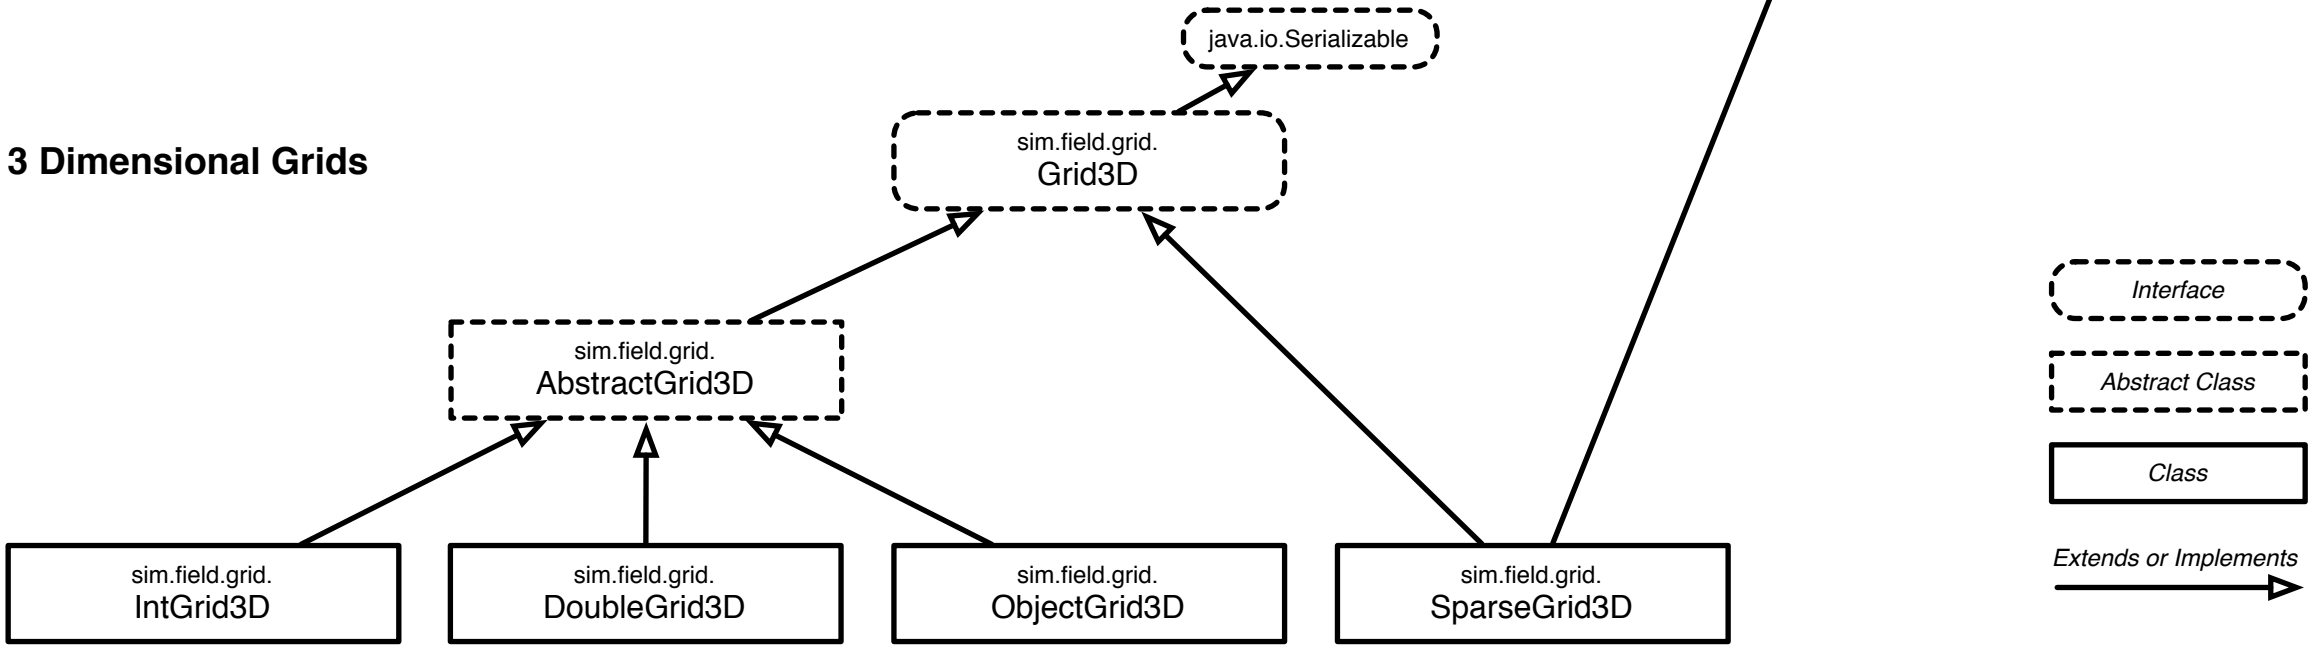 java.io.Serializable
3 Dimensional Grids
sim.field.grid.
Grid3D
sim.field.grid.
AbstractGrid3D
sim.field.grid.
IntGrid3D
sim.field.grid.
DoubleGrid3D
sim.field.grid.
ObjectGrid3D
sim.field.grid.
SparseGrid3D
Interface
Abstract Class
Class
Extends or Implements